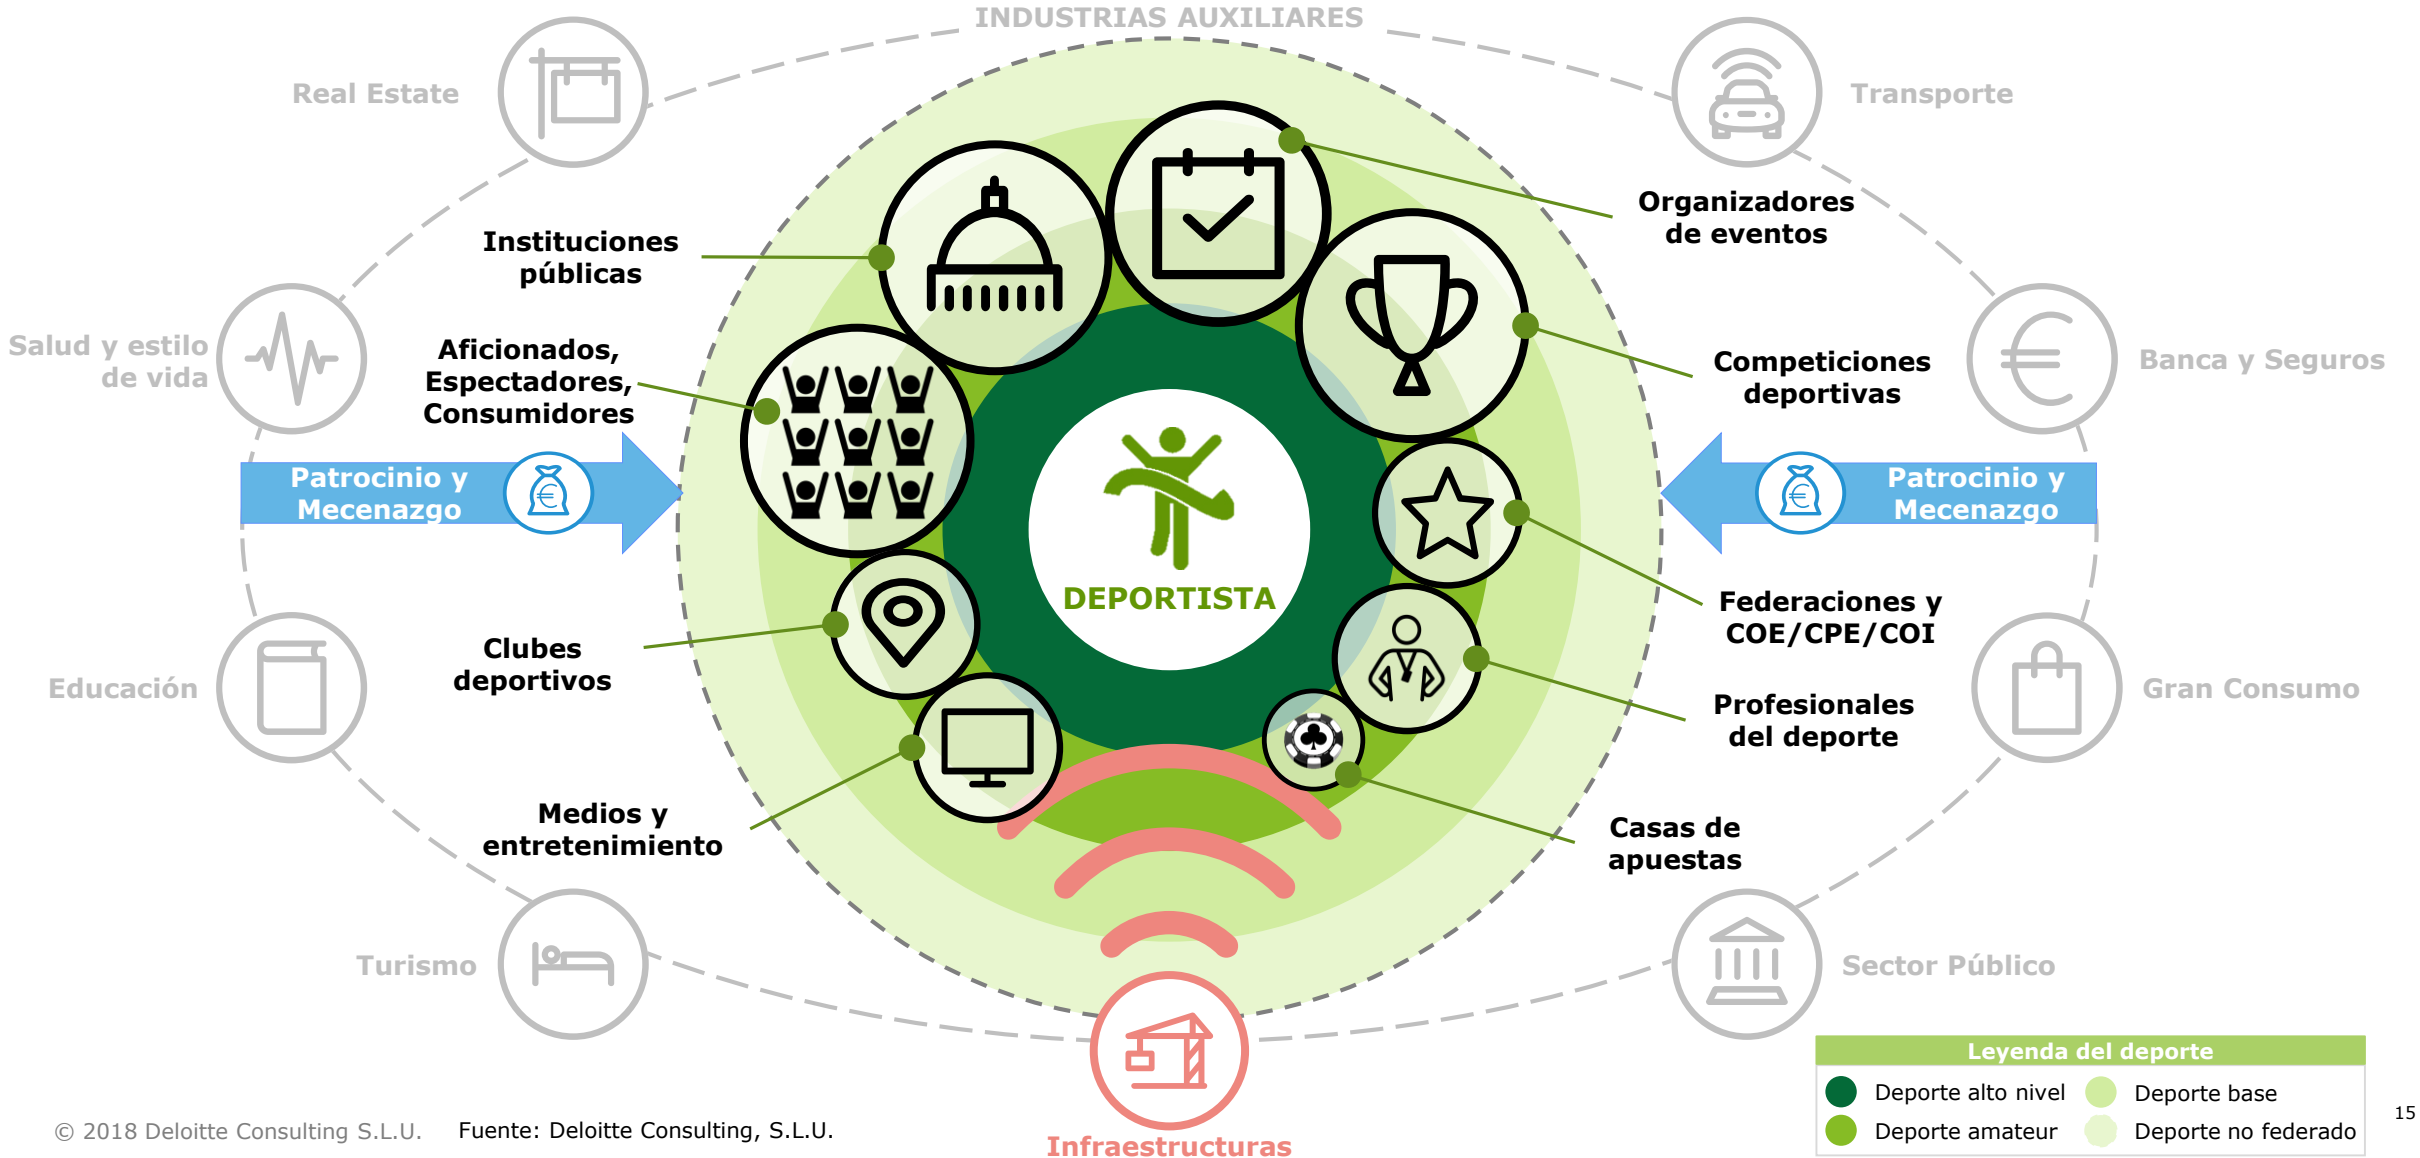 INDUSTRIAS AUXILIARES
Real Estate
Transporte
Organizadores
de eventos
Instituciones
públicas
Salud y estilo
de vida
Aficionados,
Espectadores,
Consumidores
Competiciones
deportivas
Banca y Seguros
Patrocinio y
Mecenazgo
Patrocinio y
Mecenazgo
DEPORTISTA
Federaciones y
COE/CPE/COI
Clubes
deportivos
Educación
Gran Consumo
Profesionales
del deporte
Medios y
entretenimiento
Casas de
apuestas
Turismo
Sector Público
Infraestructuras
Leyenda del deporte
Deporte alto nivel
Deporte base
Deporte amateur
Deporte no federado
15
© 2018 Deloitte Consulting S.L.U.
Fuente: Deloitte Consulting, S.L.U.